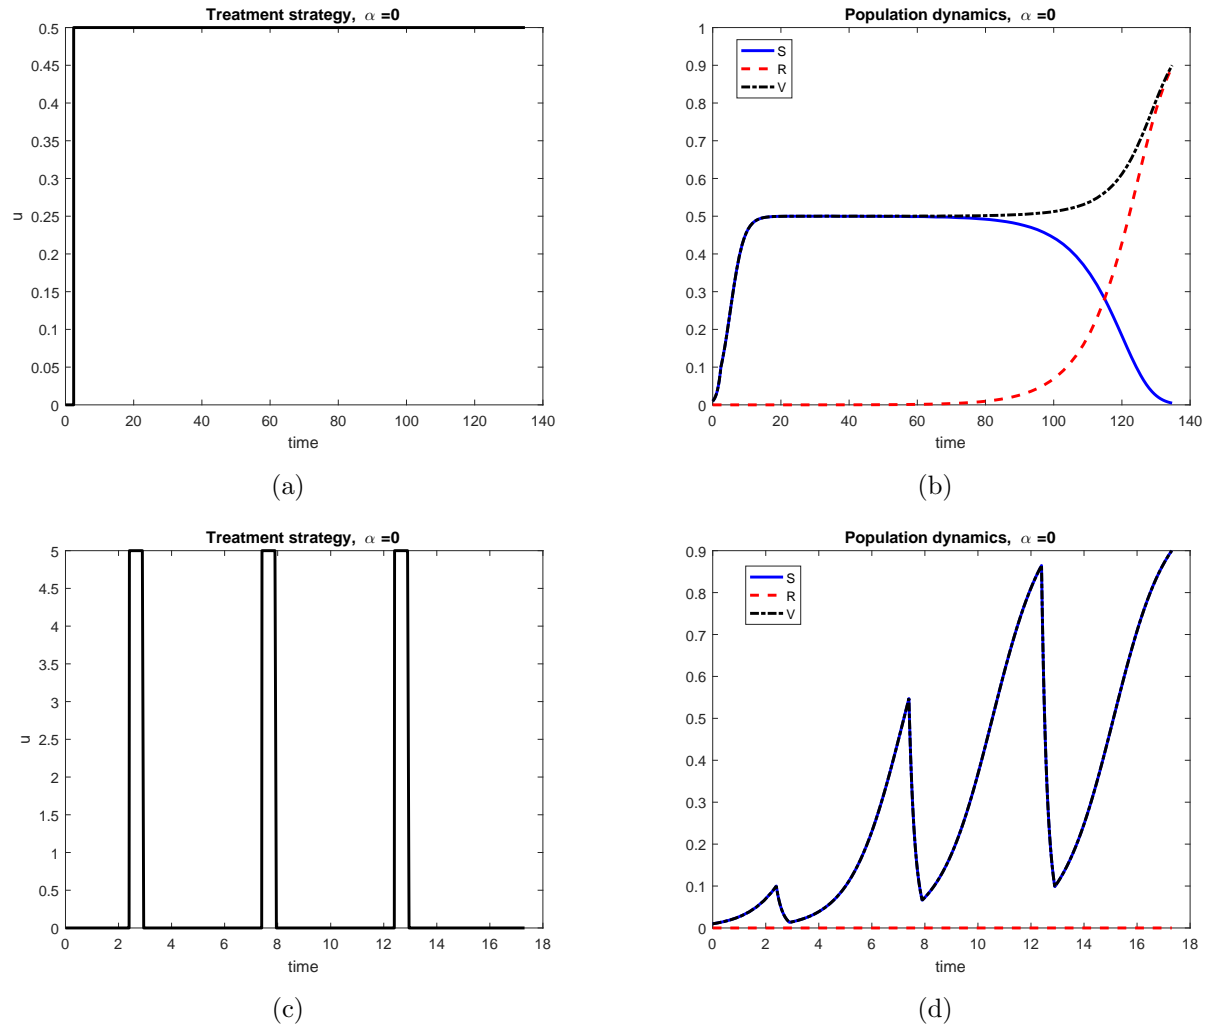 Treatment strategy, α =0
0.5
0.45
0.4
0.35
0.3
0.25
0.2
0.15
0.1
0.05
0
u
0 20 40 60 80 100 120 140
time
(a)
Population dynamics, α =0
S
R
V
1
0.9
0.8
0.7
0.6
0.5
0.4
0.3
0.2
0.1
0
0 20 40 60 80 100 120 140
time
(b)
Treatment strategy, α =0
5
4.5
4
3.5
3
2.5
2
1.5
1
0.5
0
u
0 2 4 6 8 10 12 14 16 18
time
(c)
Population dynamics, α =0
S
R
V
0.9
0.8
0.7
0.6
0.5
0.4
0.3
0.2
0.1
0
0 2 4 6 8 10 12 14 16 18
time
(d)